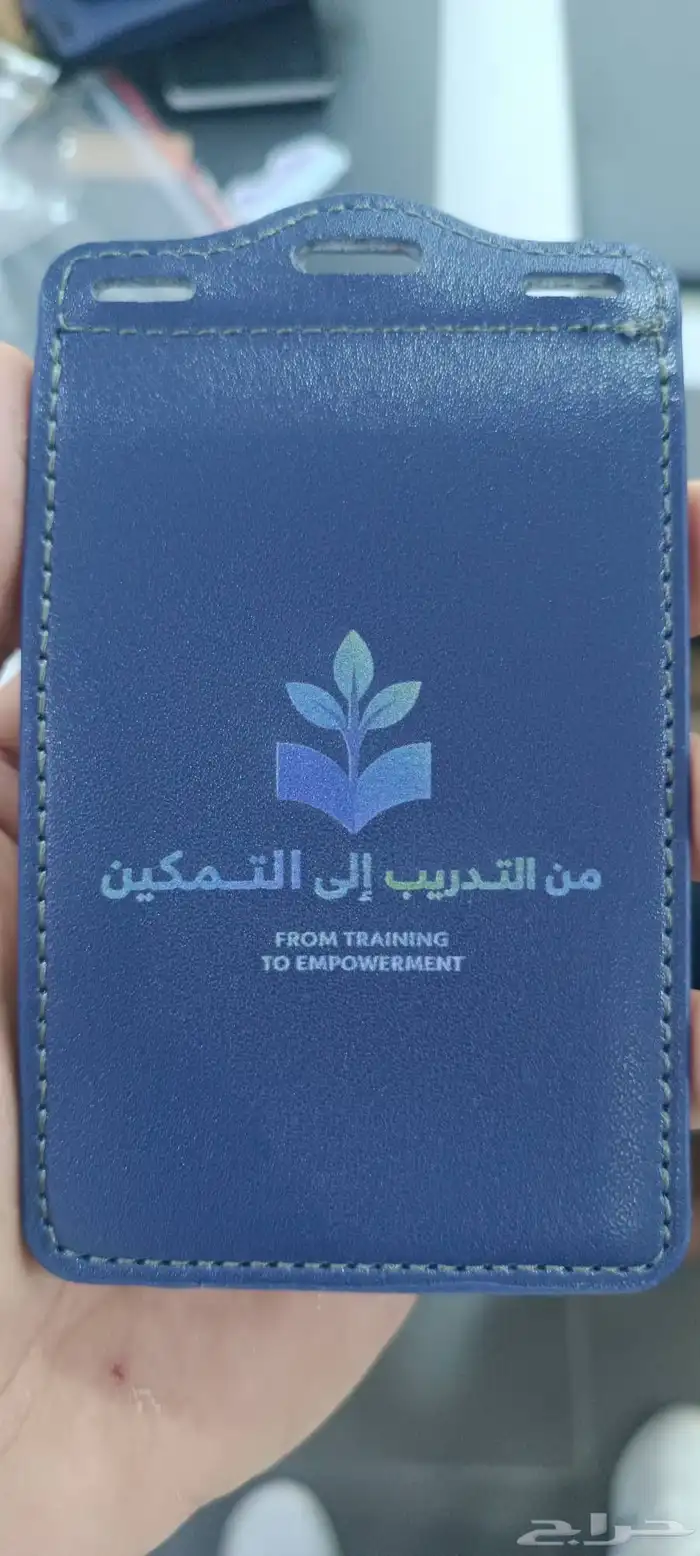 من التدريب إلى التمكين
FROM TRAINING
TO EMPOWERMENT
حراج